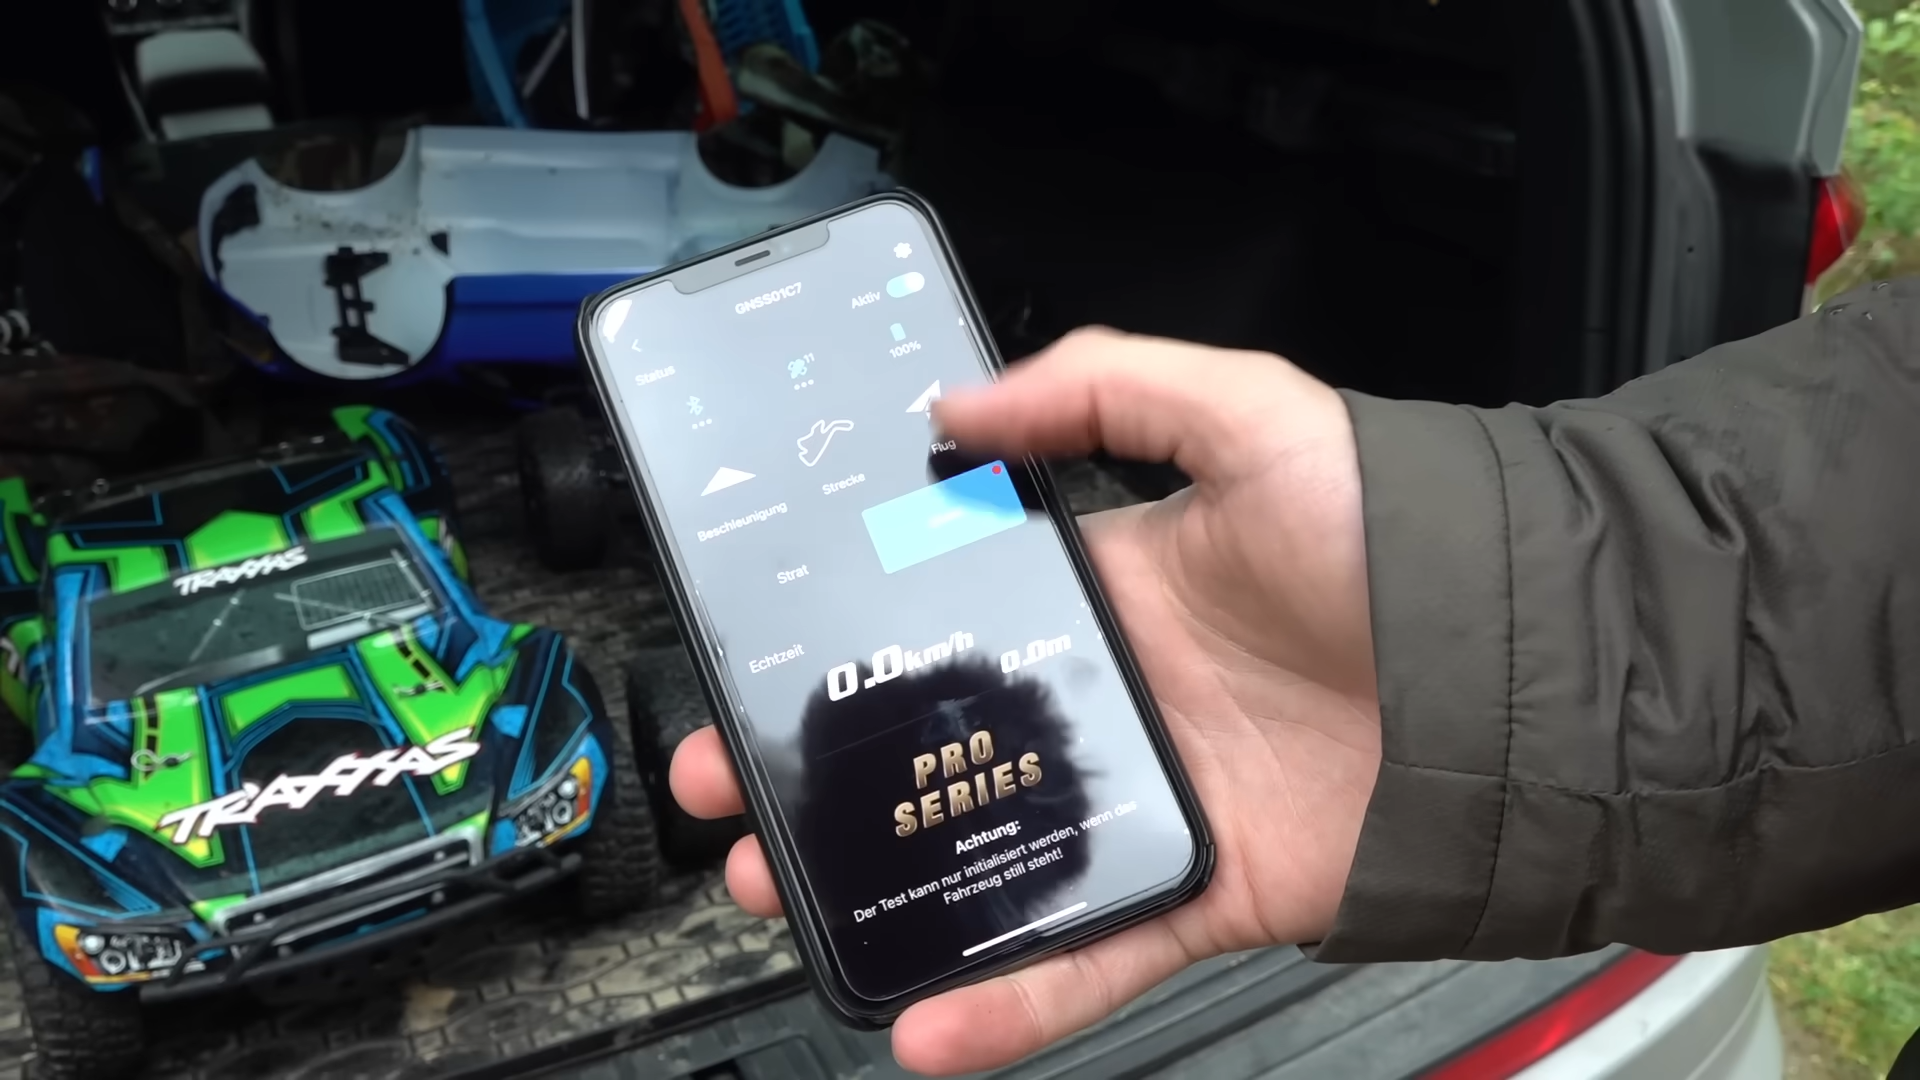 GNSS01C7
Aktiv
Status
11
100%
Beschleunigung
Strecke
Flug
Strat
Echtzeit
0.0km/h
0.0m
PRO
SERIES
Achtung:
Der Test kann nur initialisiert werden, wenn das
Fahrzeug still steht!
TRAXXAS
TRAXXAS